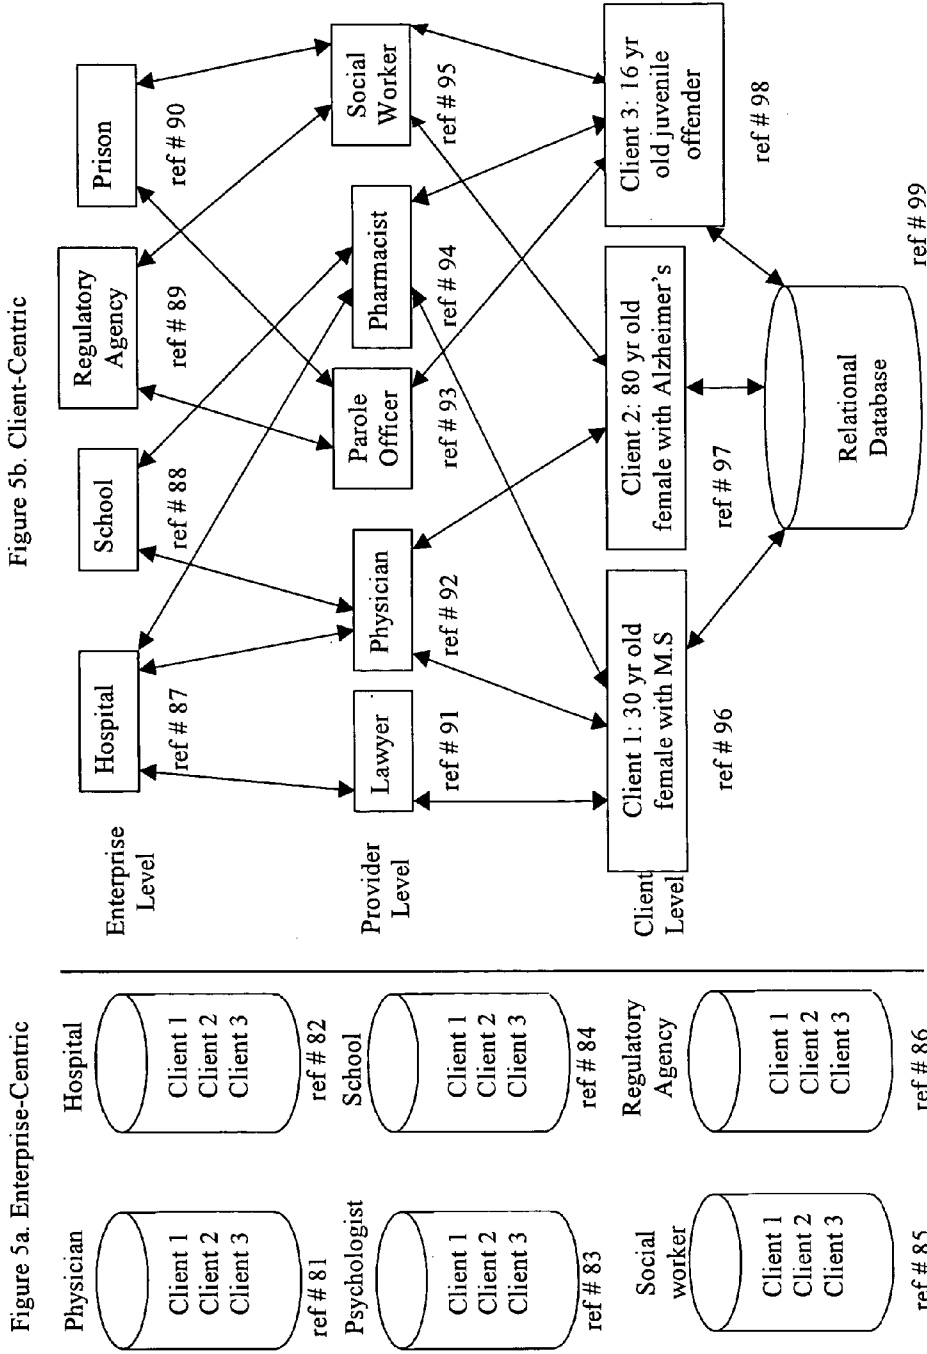 Figure 5a. Enterprise-Centric
Physician
Client 1
Client 2
Client 3
ref # 81
Hospital
Client 1
Client 2
Client 3
ref # 82
Psychologist
Client 1
Client 2
Client 3
ref # 83
School
Client 1
Client 2
Client 3
ref # 84
Social
worker
Client 1
Client 2
Client 3
ref # 85
Regulatory
Agency
Client 1
Client 2
Client 3
ref # 86
Figure 5b. Client-Centric
Enterprise
Level
Hospital
ref # 87
School
ref # 88
Regulatory
Agency
ref # 89
Prison
ref # 90
Provider
Level
Lawyer
ref # 91
Physician
ref # 92
Parole
Officer
ref # 93
Pharmacist
ref # 94
Social
Worker
ref # 95
Client
Level
Client 1: 30 yr old
female with M.S
ref # 96
Client 2: 80 yr old
female with Alzheimer's
ref # 97
Client 3: 16 yr
old juvenile
offender
ref # 98
Relational
Database
ref # 99